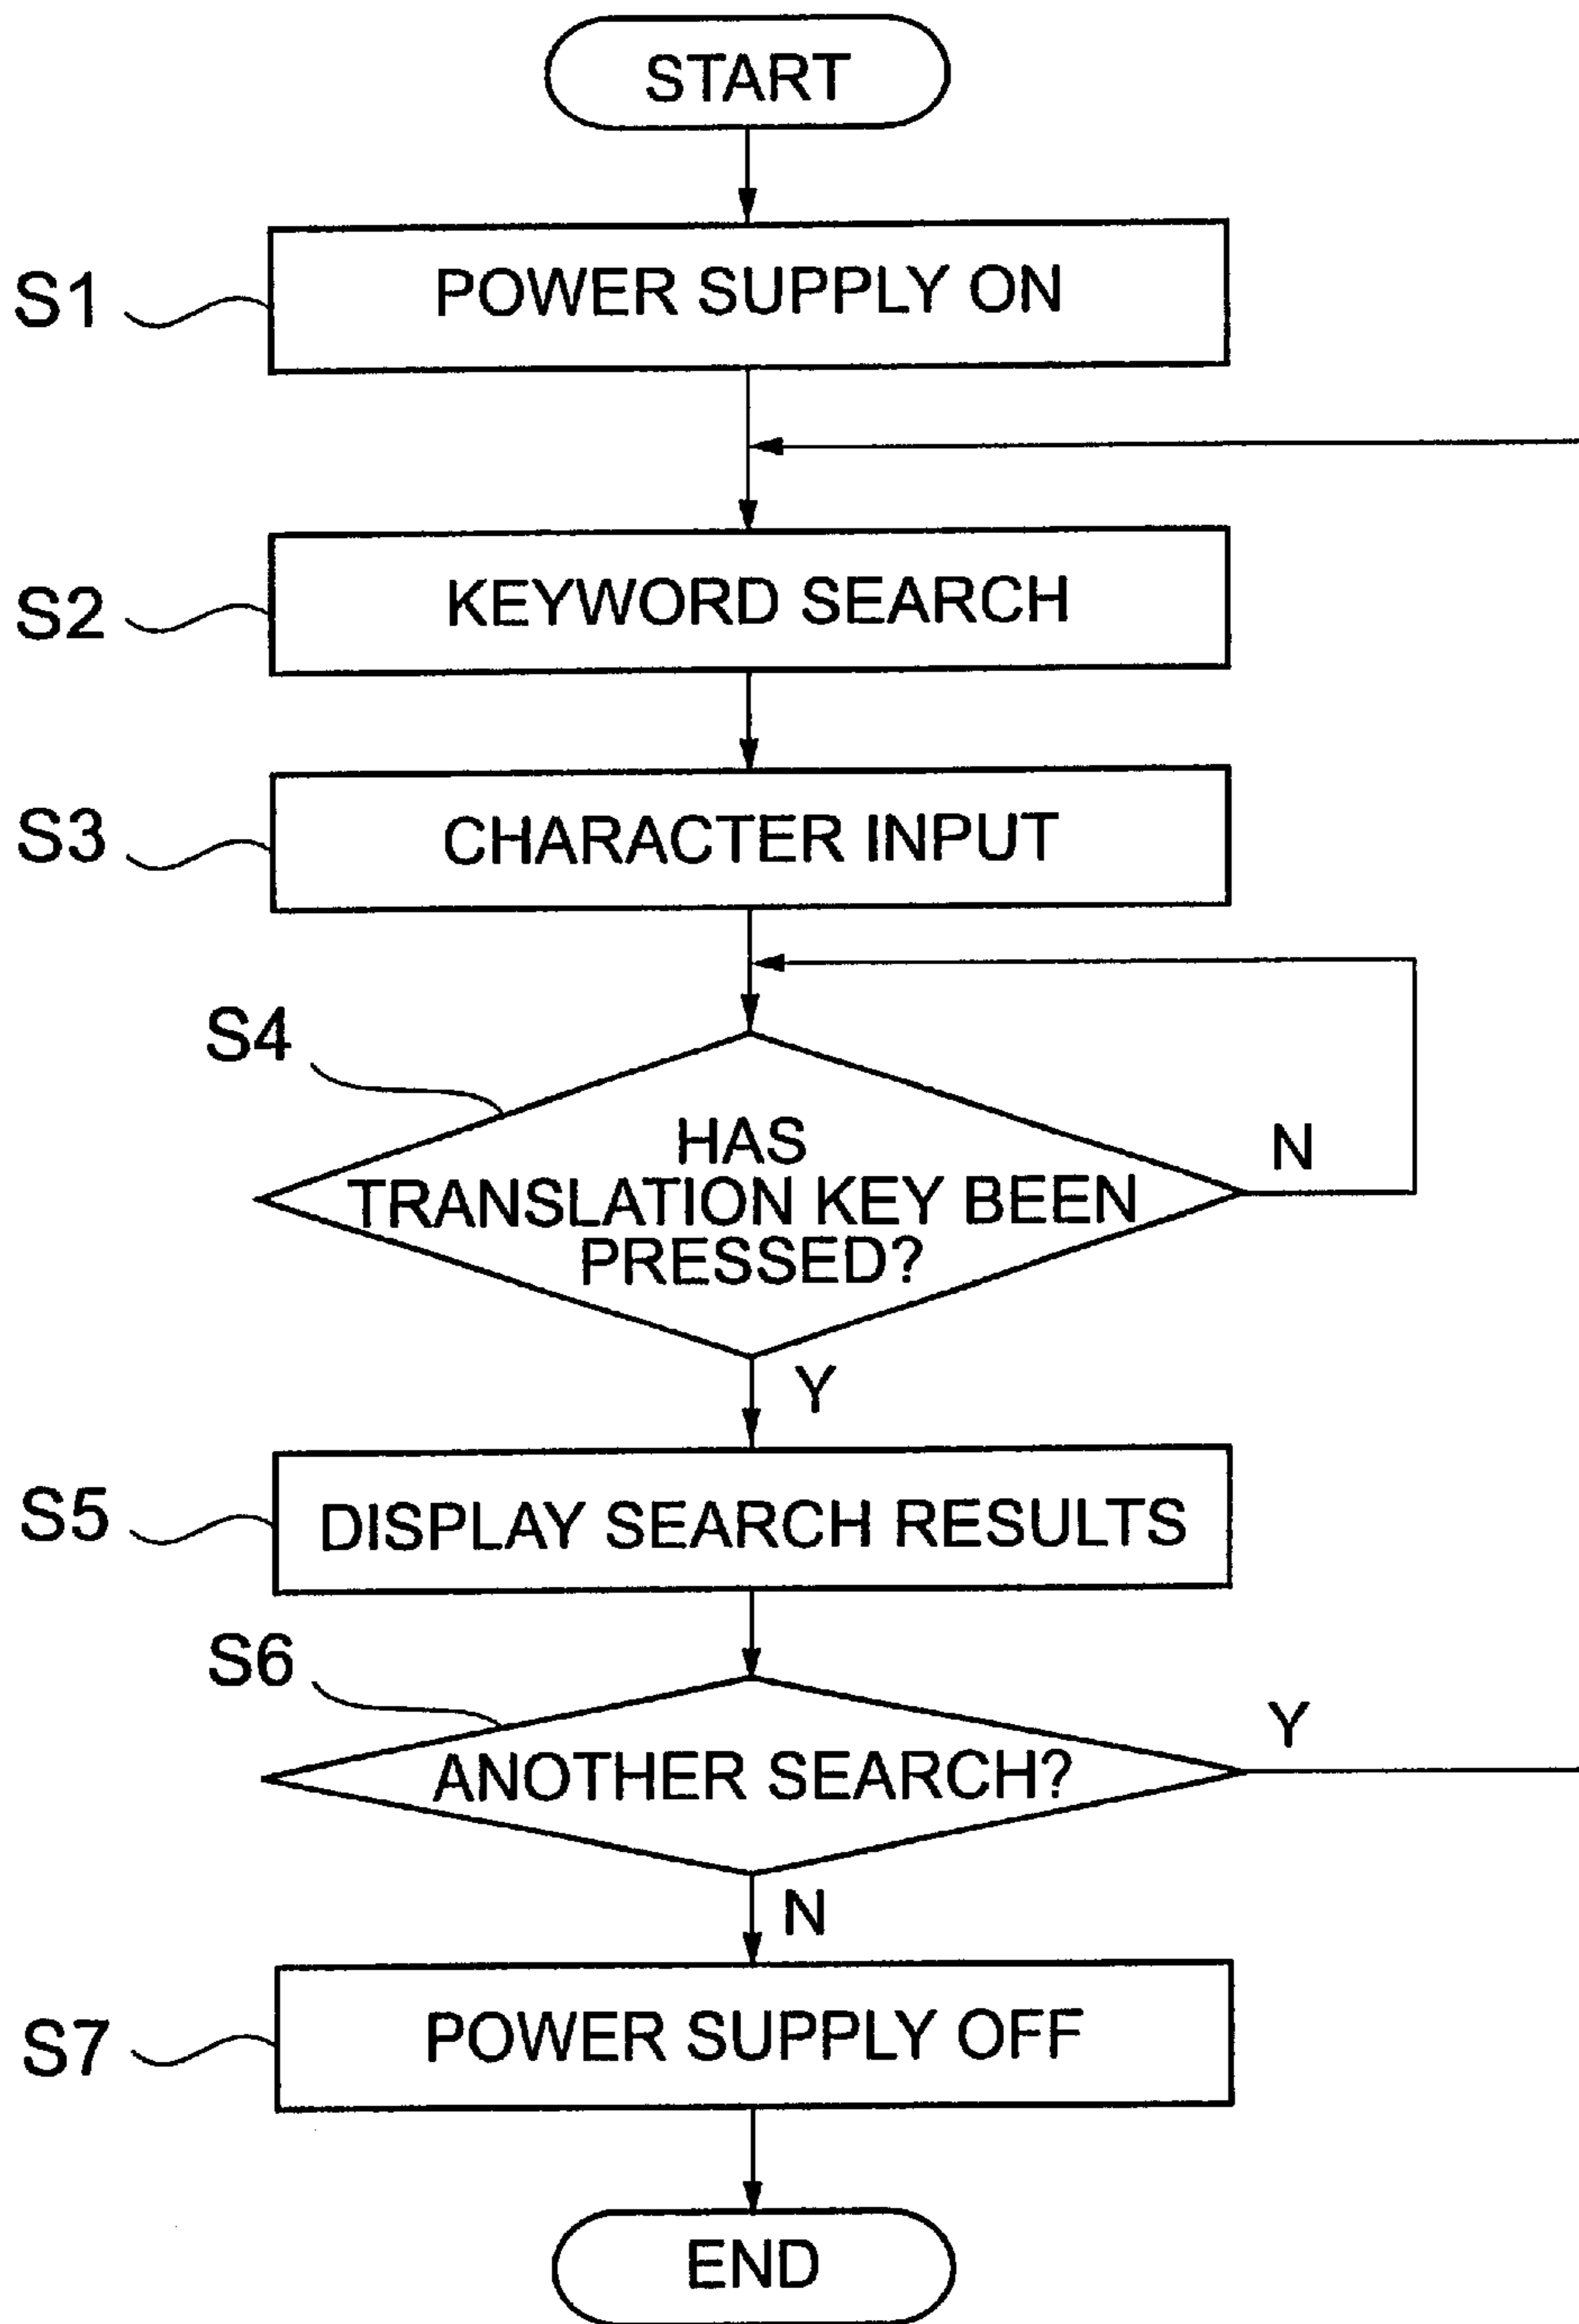 START
S1
POWER SUPPLY ON
S2
KEYWORD SEARCH
S3
CHARACTER INPUT
S4
HAS
TRANSLATION KEY BEEN
PRESSED?
N
Y
S5
DISPLAY SEARCH RESULTS
S6
ANOTHER SEARCH?
Y
N
S7
POWER SUPPLY OFF
END